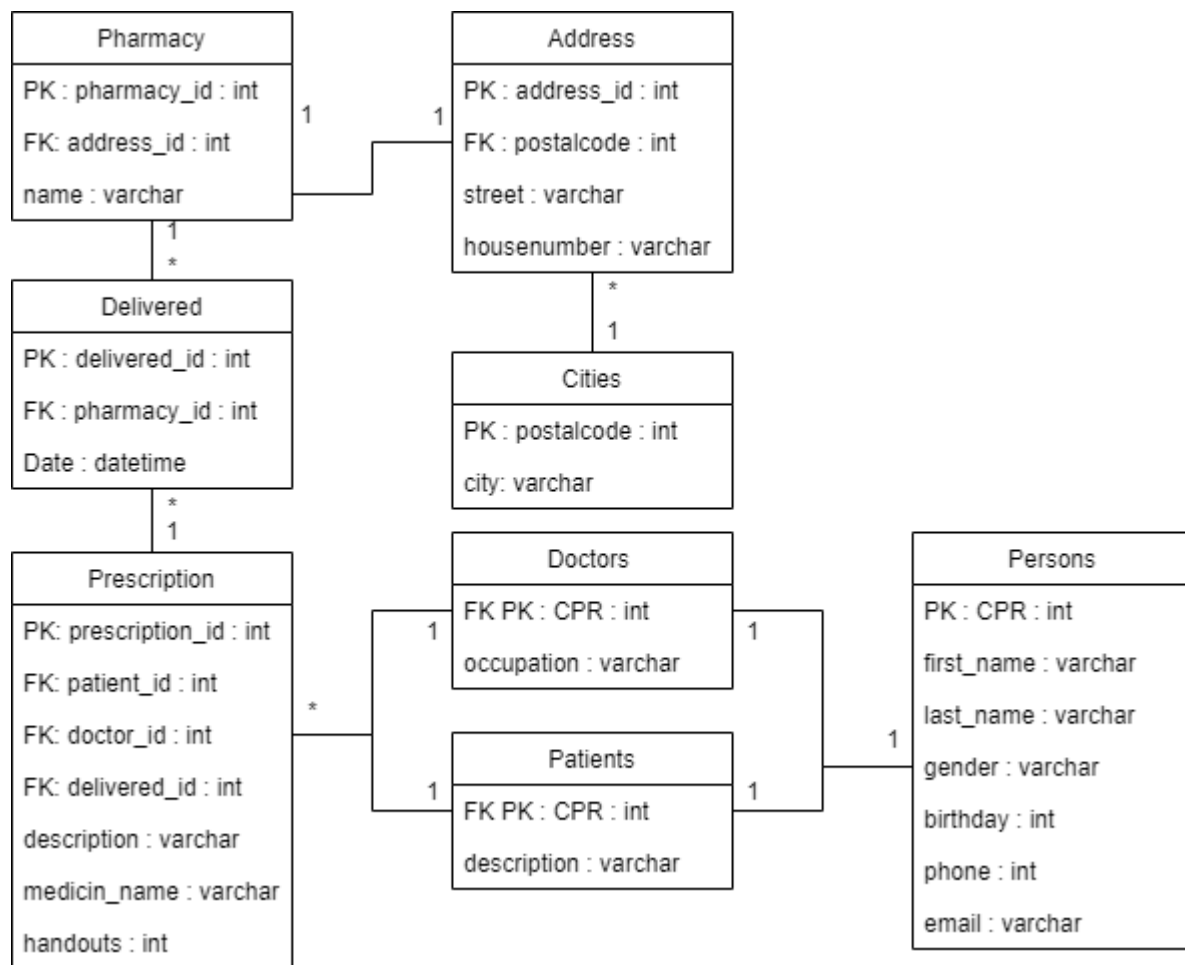 Pharmacy
PK : pharmacy_id : int
FK: address_id : int
name : varchar
1
1
Address
PK : address_id : int
FK : postalcode : int
street : varchar
housenumber : varchar
1
*
Delivered
PK : delivered_id : int
FK : pharmacy_id : int
Date : datetime
*
1
*
1
Cities
PK : postalcode : int
city: varchar
Prescription
PK: prescription_id : int
FK: patient_id : int
FK: doctor_id : int
FK: delivered_id : int
description : varchar
medicin_name : varchar
handouts : int
*
1
1
Doctors
FK PK : CPR : int
occupation : varchar
1
Patients
FK PK : CPR : int
description : varchar
1
1
Persons
PK : CPR : int
first_name : varchar
last_name : varchar
gender : varchar
birthday : int
phone : int
email : varchar